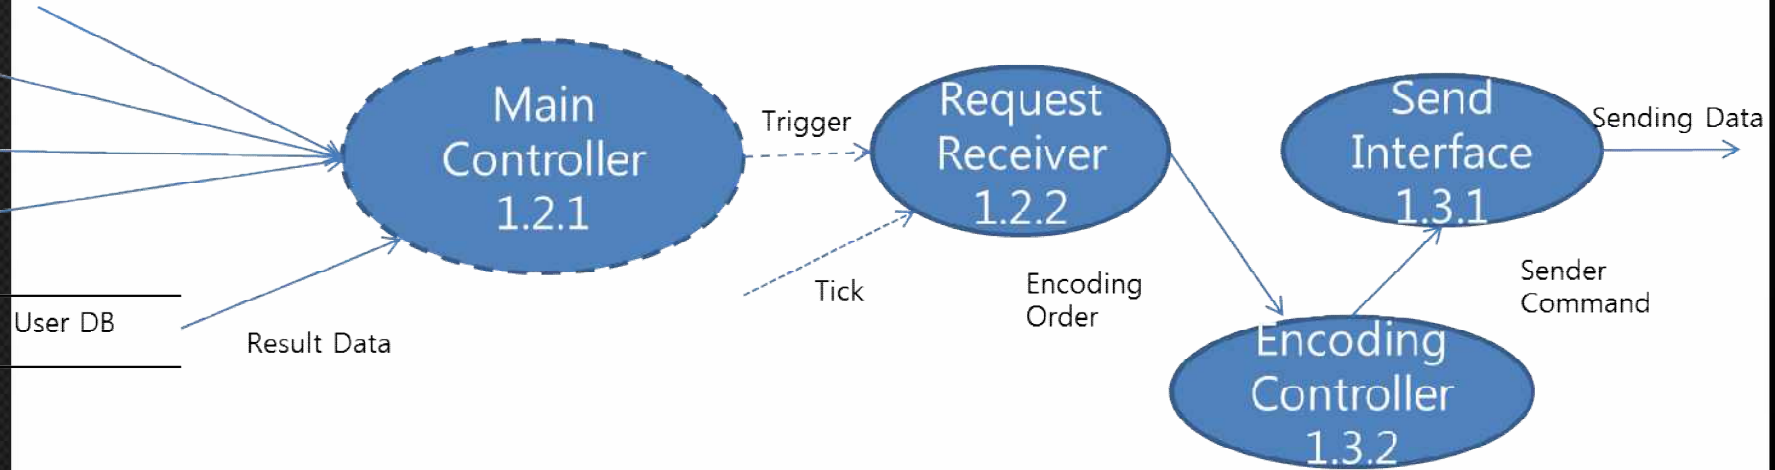 Main
Controller
1.2.1
Trigger
Request
Receiver
1.2.2
Send
Interface
1.3.1
Sending Data
Tick
Encoding
Order
Sender
Command
User DB
Result Data
Encoding
Controller
1.3.2